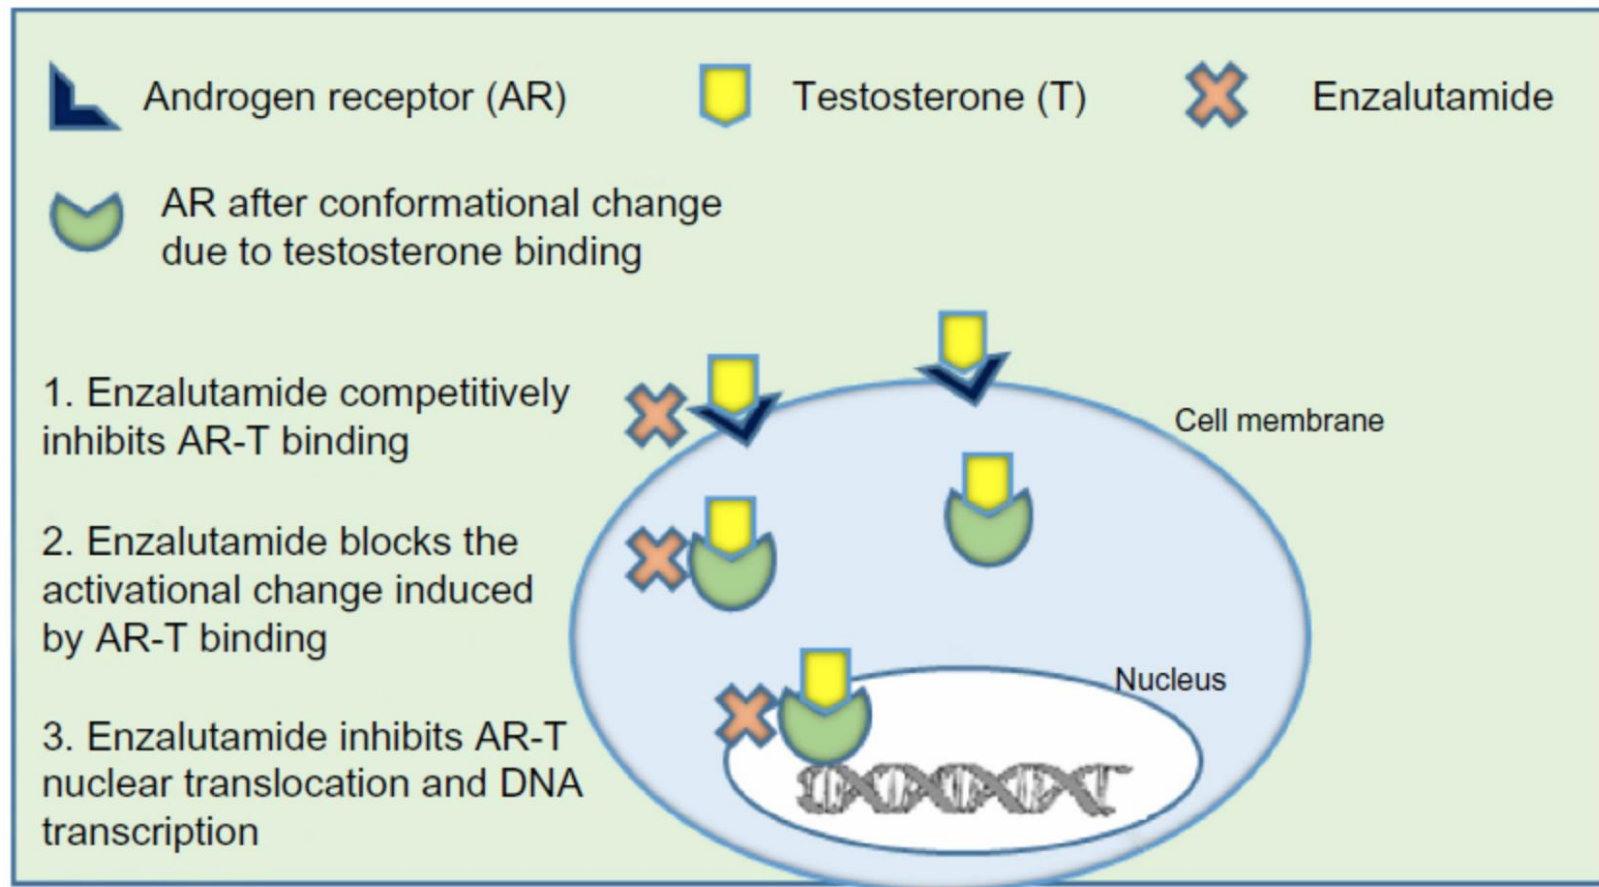 Androgen receptor (AR)
Testosterone (T)
Enzalutamide
AR after conformational change
due to testosterone binding
1. Enzalutamide competitively
inhibits AR-T binding
Cell membrane
2. Enzalutamide blocks the
activational change induced
by AR-T binding
Nucleus
3. Enzalutamide inhibits AR-T
nuclear translocation and DNA
transcription